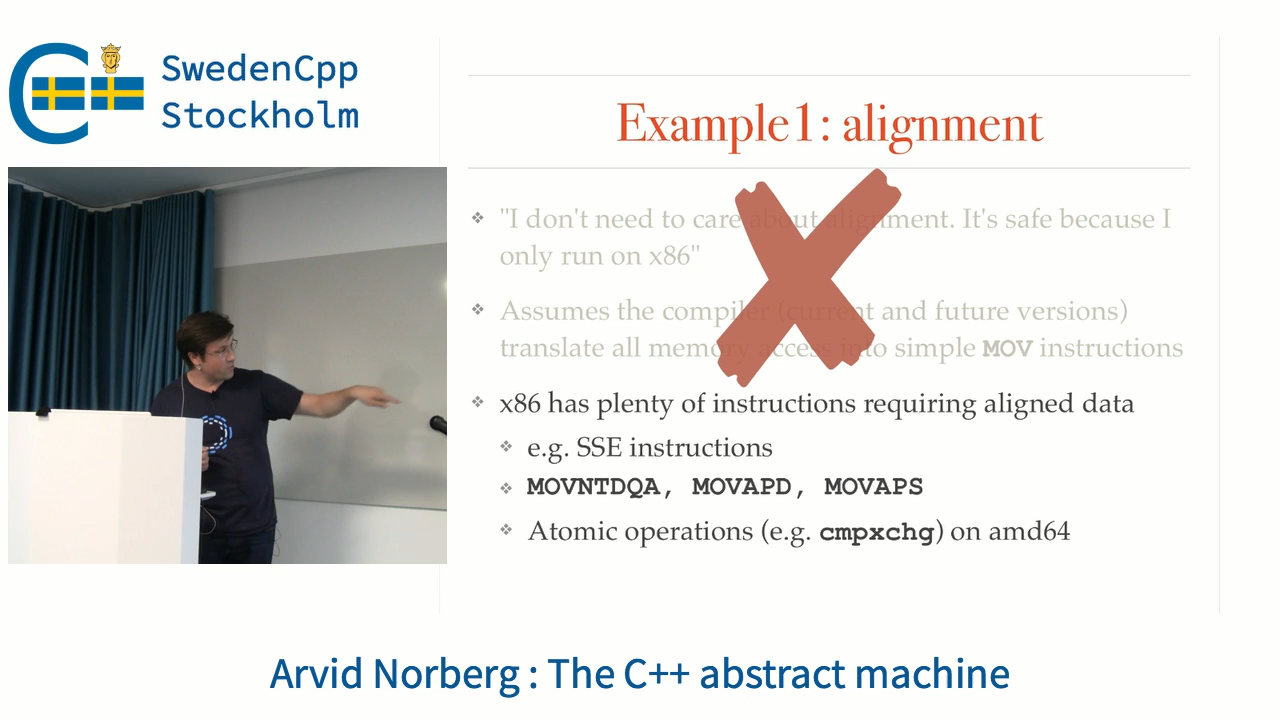 SwedenCpp
Stockholm
Example1: alignment
"I don't need to care about alignment. It's safe because I
only run on x86"
Assumes the compiler (current and future versions)
translate all memory access into simple MOV instructions
x86 has plenty of instructions requiring aligned data
e.g. SSE instructions
MOVNTDQA, MOVAPD, MOVAPS
Atomic operations (e.g. cmpxchg) on amd64
Arvid Norberg : The C++ abstract machine